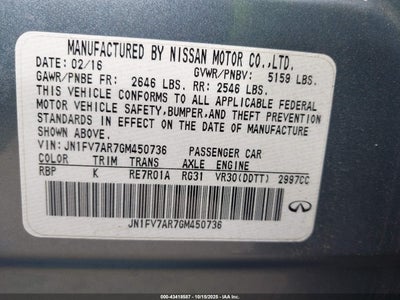 MANUFACTURED BY NISSAN MOTOR CO.,LTD.
DATE 02/16 GVWR/PNBV: 5159 LBS.
GAWR/PNBE FR: 2646 LBS. RR: 2546 LBS.
THIS VEHICLE CONFORMS TO ALL APPLICABLE FEDERAL
MOTOR VEHICLE SAFETY,BUMPER,AND THEFT PREVENTION
STANDARDS IN EFFECT ON THE DATE OF MANUFACTURE
SHOWN ABOVE.
VIN: JN1FV7AR7GM450736 PASSENGER CAR
COLOR TRIM TRANS AXLE ENGINE
RBP K RE7R01A RG31 VR30(DDTT) 2997CC
JN1FV7AR7GM450736
INFINITI
000-43418587 - 10/15/2025 - IAAI.com